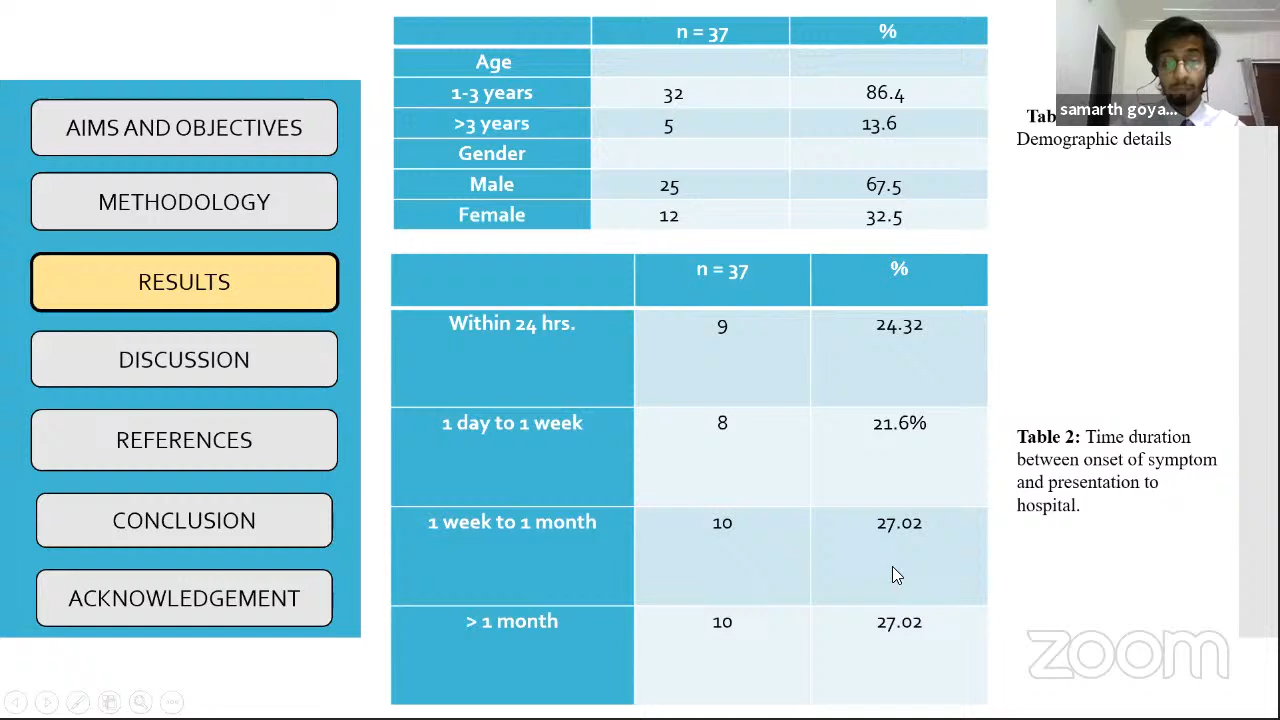 AIMS AND OBJECTIVES
METHODOLOGY
RESULTS
DISCUSSION
REFERENCES
CONCLUSION
ACKNOWLEDGEMENT
n = 37 %
Age
1-3 years 32 86.4
>3 years 5 13.6
Gender
Male 25 67.5
Female 12 32.5
n = 37 %
Within 24 hrs. 9 24.32
1 day to 1 week 8 21.6%
1 week to 1 month 10 27.02
> 1 month 10 27.02
samarth goya...
Demographic details
Table 2: Time duration
between onset of symptom
and presentation to
hospital.
zoom